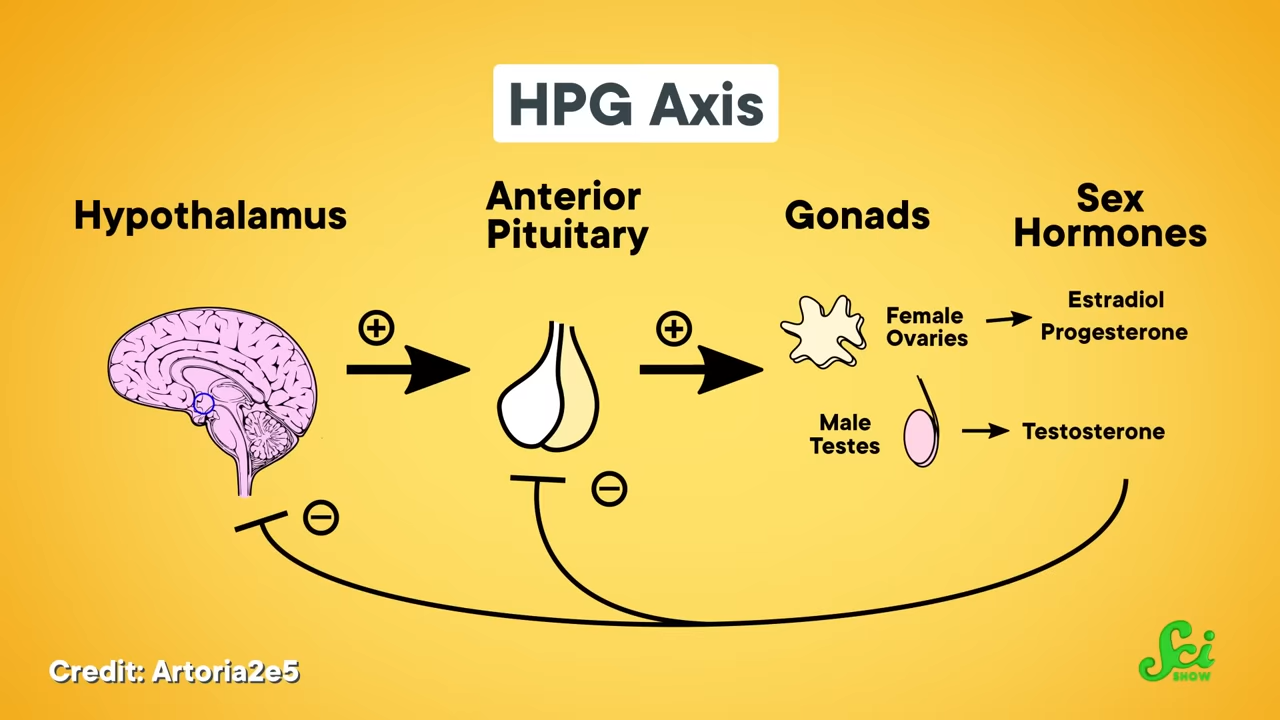 HPG Axis
Hypothalamus
Anterior
Pituitary
Gonads
Sex
Hormones
Female
Ovaries
Estradiol
Progesterone
Male
Testes
Testosterone
Credit: Artoria2e5
Sci
SHOW